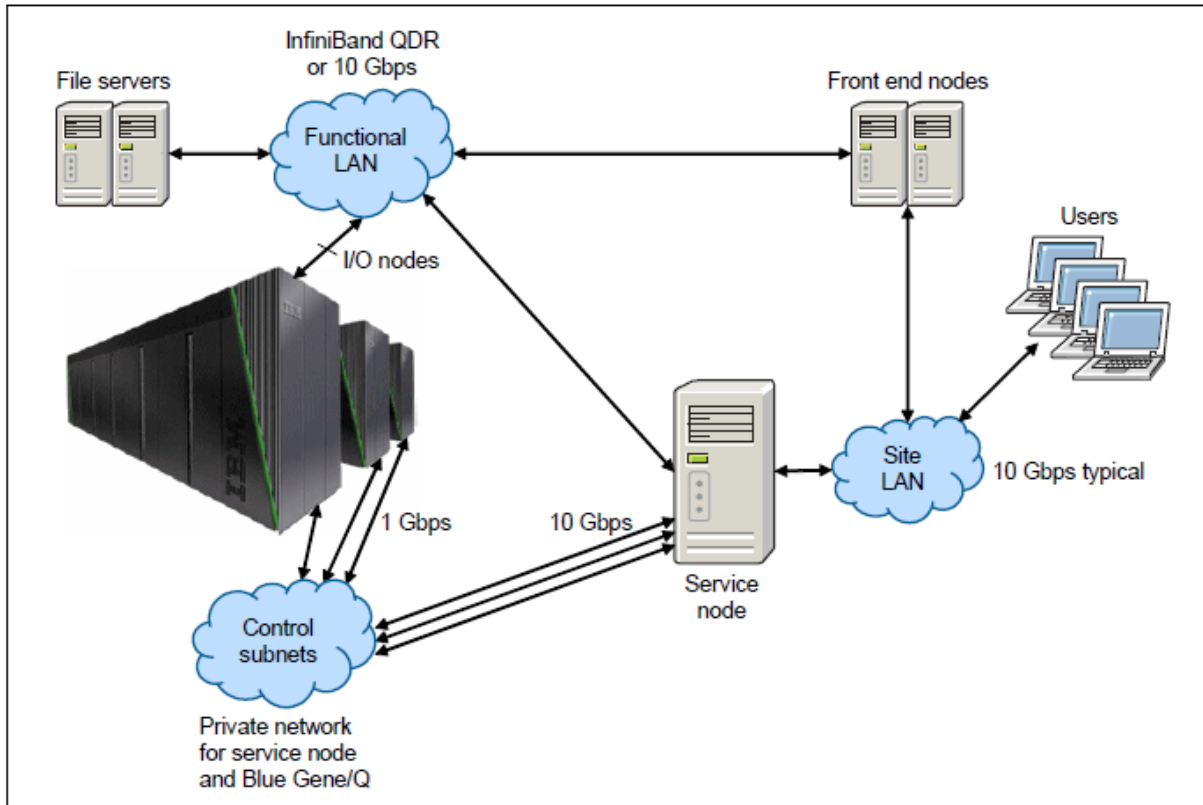 InfiniBand QDR
or 10 Gbps
File servers
Front end nodes
Functional
LAN
Users
I/O nodes
IBM
IBM
1 Gbps
10 Gbps
Site
LAN
10 Gbps typical
Service
node
Control
subnets
Private network
for service node
and Blue Gene/Q